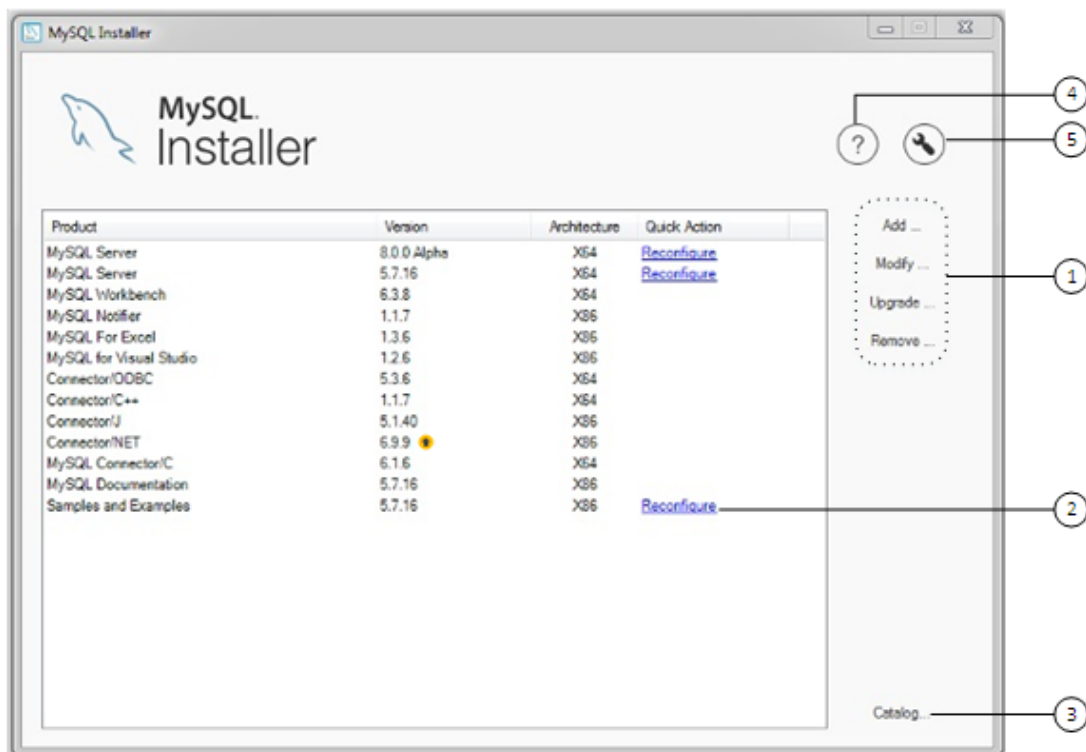 MySQL Installer
MySQL.
Installer
4
?
5
Product Version Architecture Quick Action
MySQL Server 8.0.0 Alpha X64 Reconfigure
MySQL Server 5.7.16 X64 Reconfigure
MySQL Workbench 6.3.8 X64
MySQL Notifier 1.1.7 X86
MySQL For Excel 1.3.6 X86
MySQL for Visual Studio 1.2.6 X86
Connector/ODBC 5.3.6 X64
Connector/C++ 1.1.7 X64
Connector/J 5.1.40 X86
Connector/NET 6.9.9 X86
MySQL Connector/C 6.1.6 X64
MySQL Documentation 5.7.16 X86
Samples and Examples 5.7.16 X86 Reconfigure
Add ...
Modify ...
Upgrade ...
Remove ...
1
2
Catalog...
3